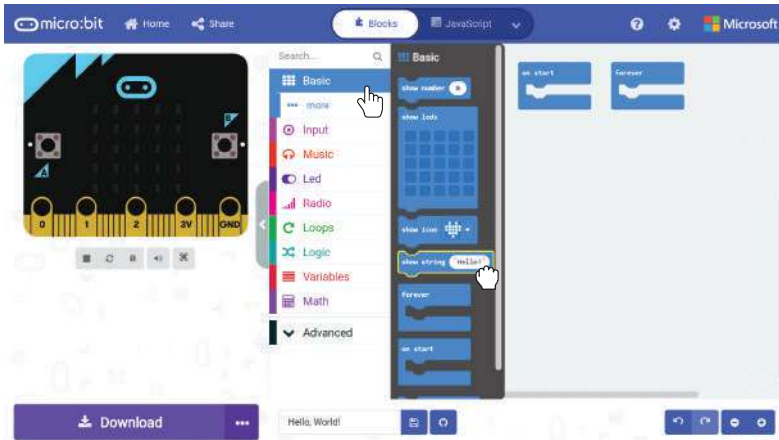 micro:bit Home Share Blocks JavaScript Microsoft
Search... Basic
Basic
more
Input
Music
Led
Radio
Loops
Logic
Variables
Math
Advanced
show number 0
show leds
show icon
show string "Hello!"
forever
on start
on start forever
B
A
0 1 2 3V GND
Download
Hello, World!